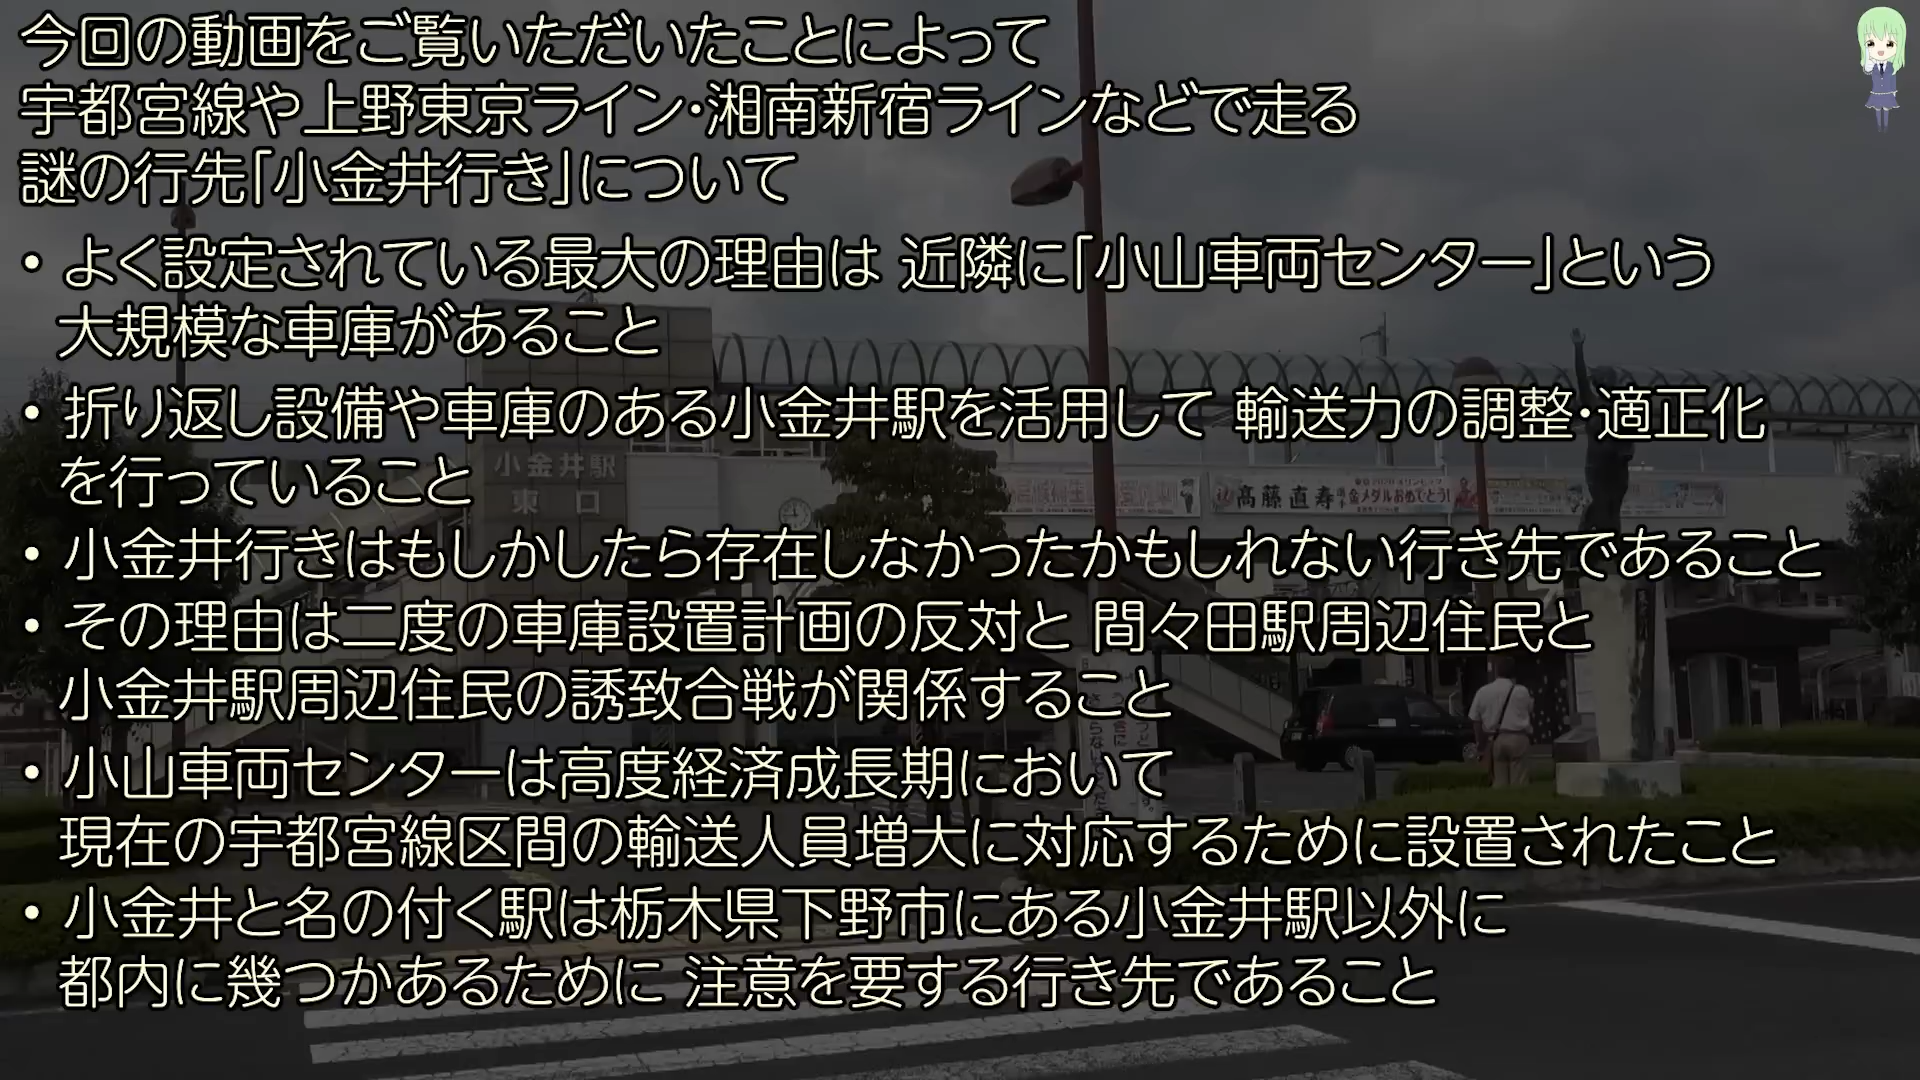 今回の動画をご覧いただいたことによって
宇都宮線や上野東京ライン・湘南新宿ラインなどで走る
謎の行先「小金井行き」について
・よく設定されている最大の理由は 近隣に「小山車両センター」という
大規模な車庫があること
・折り返し設備や車庫のある小金井駅を活用して 輸送力の調整・適正化
を行っていること
小金井駅
東口
髙藤直寿
金メダルおめでとう!
・小金井行きはもしかしたら存在しなかったかもしれない行き先であること
・その理由は二度の車庫設置計画の反対と 間々田駅周辺住民と
小金井駅周辺住民の誘致合戦が関係すること
・小山車両センターは高度経済成長期において
現在の宇都宮線区間の輸送人員増大に対応するために設置されたこと
・小金井と名の付く駅は栃木県下野市にある小金井駅以外に
都内に幾つかあるために 注意を要する行き先であること